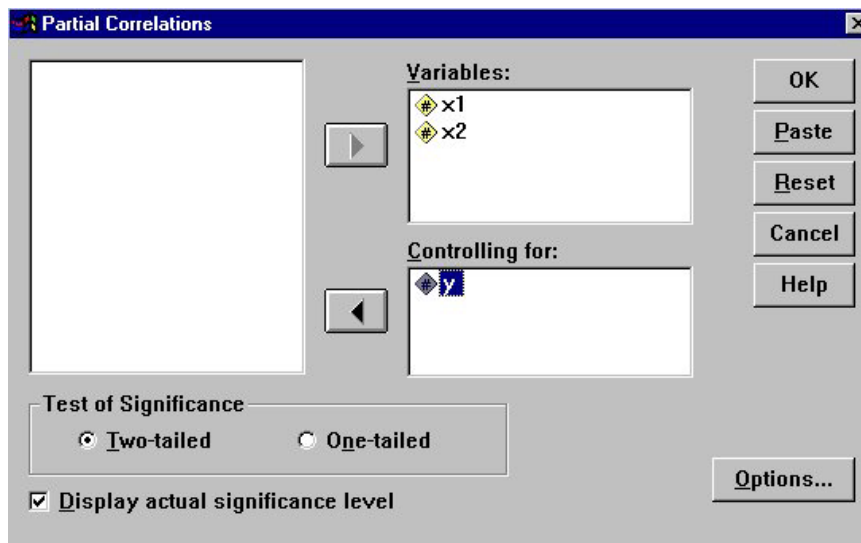 Partial Correlations
Variables:
# x1
# x2
Controlling for:
# y
OK
Paste
Reset
Cancel
Help
Test of Significance
Two-tailed
One-tailed
Display actual significance level
Options...